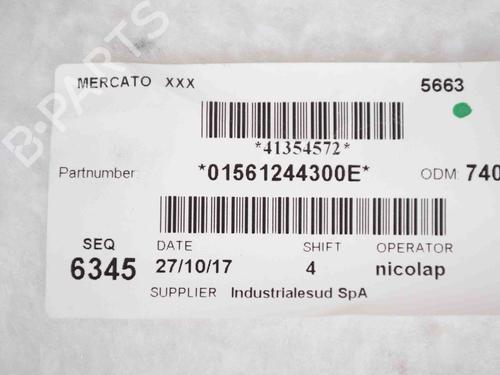 MERCATO XXX 5663
*41354572*
Partnumber: *01561244300E* ODM: 740
SEQ DATE SHIFT OPERATOR
6345 27/10/17 4 nicolap
SUPPLIER Industrialesud SpA
B-PARTS